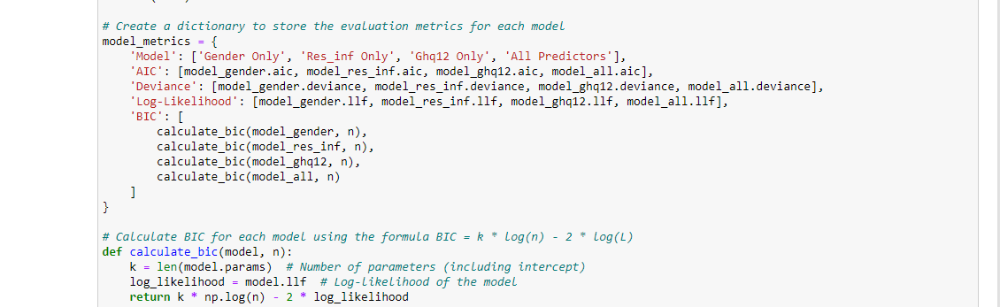 # Create a dictionary to store the evaluation metrics for each model
model_metrics = {
    'Model': ['Gender Only', 'Res_inf Only', 'Ghq12 Only', 'All Predictors'],
    'AIC': [model_gender.aic, model_res_inf.aic, model_ghq12.aic, model_all.aic],
    'Deviance': [model_gender.deviance, model_res_inf.deviance, model_ghq12.deviance, model_all.deviance],
    'Log-Likelihood': [model_gender.llf, model_res_inf.llf, model_ghq12.llf, model_all.llf],
    'BIC': [
        calculate_bic(model_gender, n),
        calculate_bic(model_res_inf, n),
        calculate_bic(model_ghq12, n),
        calculate_bic(model_all, n)
    ]
}
# Calculate BIC for each model using the formula BIC = k * log(n) - 2 * log(L)
def calculate_bic(model, n):
    k = len(model.params)  # Number of parameters (including intercept)
    log_likelihood = model.llf  # Log-Likelihood of the model
    return k * np.log(n) - 2 * log_likelihood